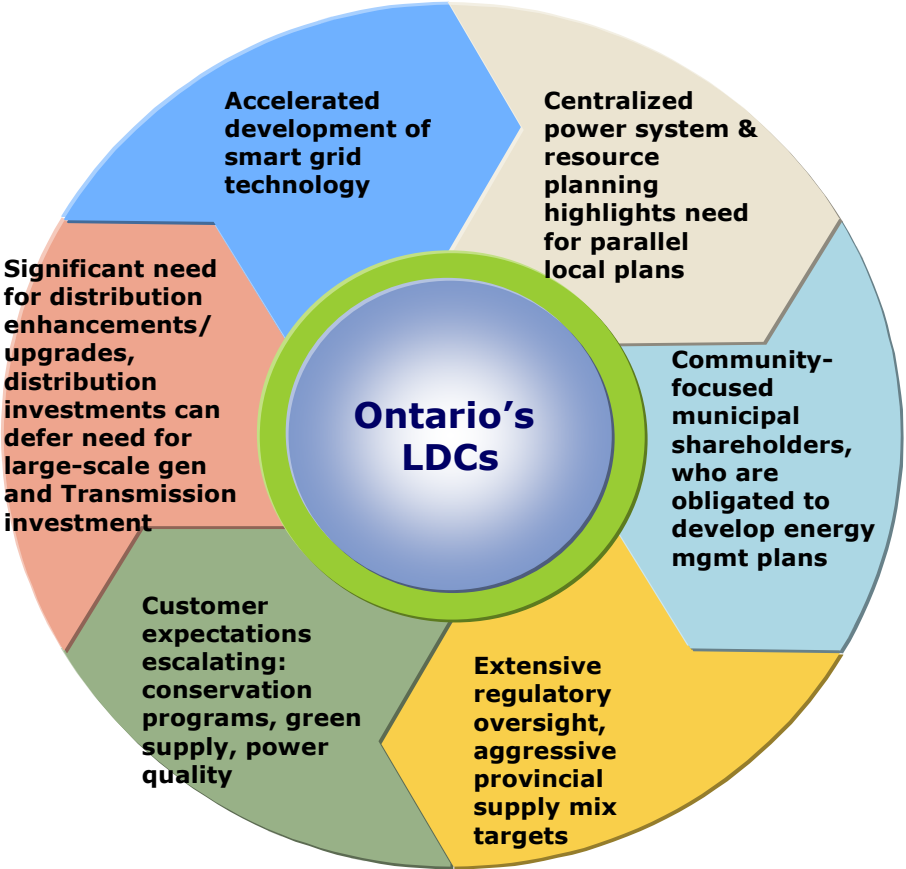 Accelerated
development of
smart grid
technology
Centralized
power system &
resource
planning
highlights need
for parallel
local plans
Community-
focused
municipal
shareholders,
who are
obligated to
develop energy
mgmt plans
Extensive
regulatory
oversight,
aggressive
provincial
supply mix
targets
Customer
expectations
escalating:
conservation
programs, green
supply, power
quality
Significant need
for distribution
enhancements/
upgrades,
distribution
investments can
defer need for
large-scale gen
and Transmission
investment
Ontario’s
LDCs